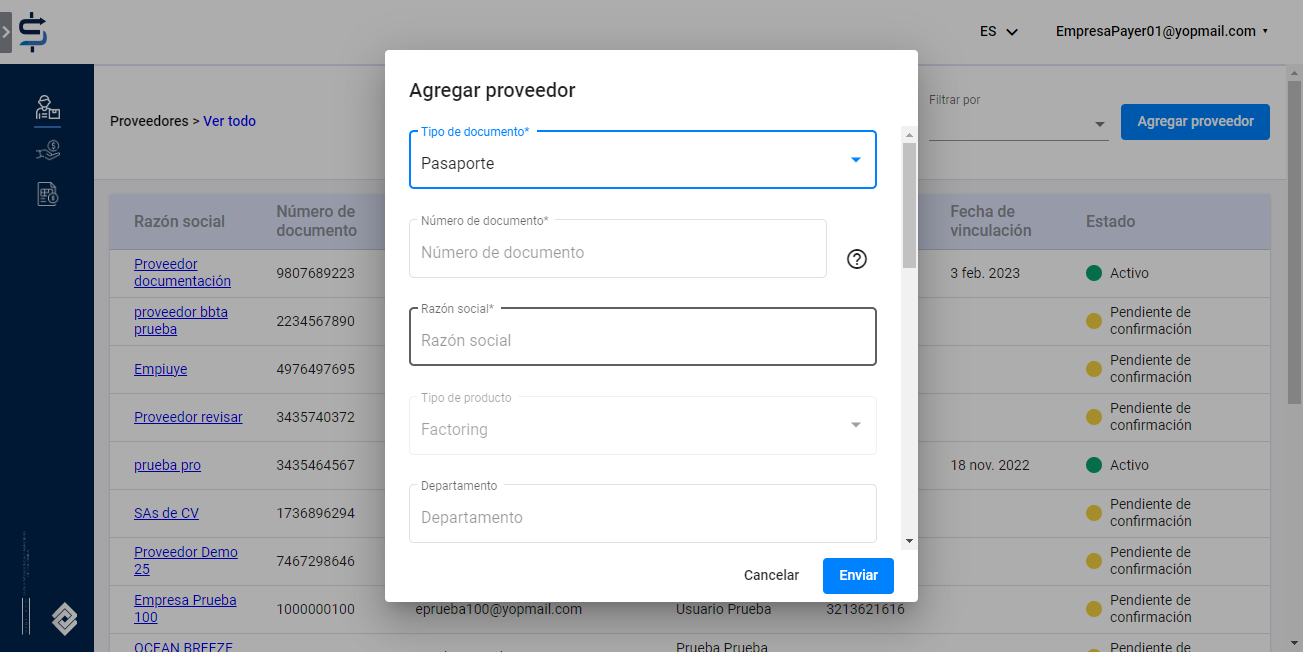 ES
EmpresaPayer01@yopmail.com
Proveedores > Ver todo
Filtrar por
Agregar proveedor
Agregar proveedor
Tipo de documento*
Pasaporte
Número de documento*
Número de documento
Razón social*
Razón social
Tipo de producto
Factoring
Departamento
Departamento
Cancelar
Enviar
Razón social
Número de
documento
Fecha de
vinculación
Estado
Proveedor
documentación
9807689223
3 feb. 2023
Activo
proveedor bbta
prueba
2234567890
Pendiente de
confirmación
Empiuye
4976497695
Pendiente de
confirmación
Proveedor revisar
3435740372
Pendiente de
confirmación
prueba pro
3435464567
18 nov. 2022
Activo
SAs de CV
1736896294
Pendiente de
confirmación
Proveedor Demo
25
7467298646
Pendiente de
confirmación
Empresa Prueba
100
1000000100
eprueba100@yopmail.com
Usuario Prueba
3213621616
Pendiente de
confirmación
OCEAN BREEZE
Prueba Prueba
Pendiente de